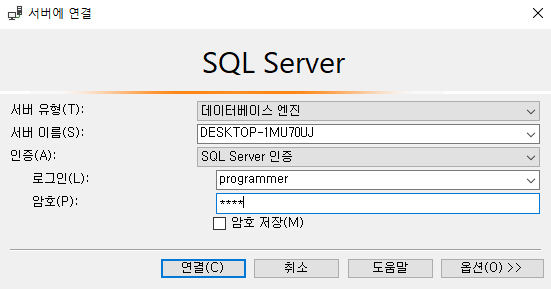 서버에 연결
SQL Server
서버 유형(T): 데이터베이스 엔진
서버 이름(S): DESKTOP-1MU70UJ
인증(A): SQL Server 인증
로그인(L): programmer
암호(P): ****
암호 저장(M)
연결(C) 취소 도움말 옵션(O) >>